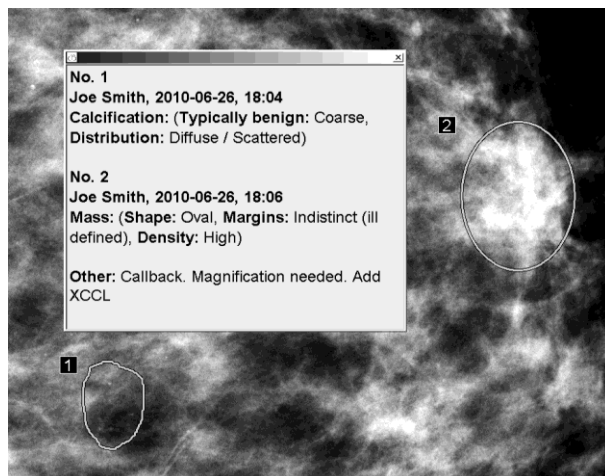 No. 1
Joe Smith, 2010-06-26, 18:04
Calcification: (Typically benign: Coarse,
Distribution: Diffuse / Scattered)
No. 2
Joe Smith, 2010-06-26, 18:06
Mass: (Shape: Oval, Margins: Indistinct (ill
defined), Density: High)
Other: Callback. Magnification needed. Add
XCCL
2
1